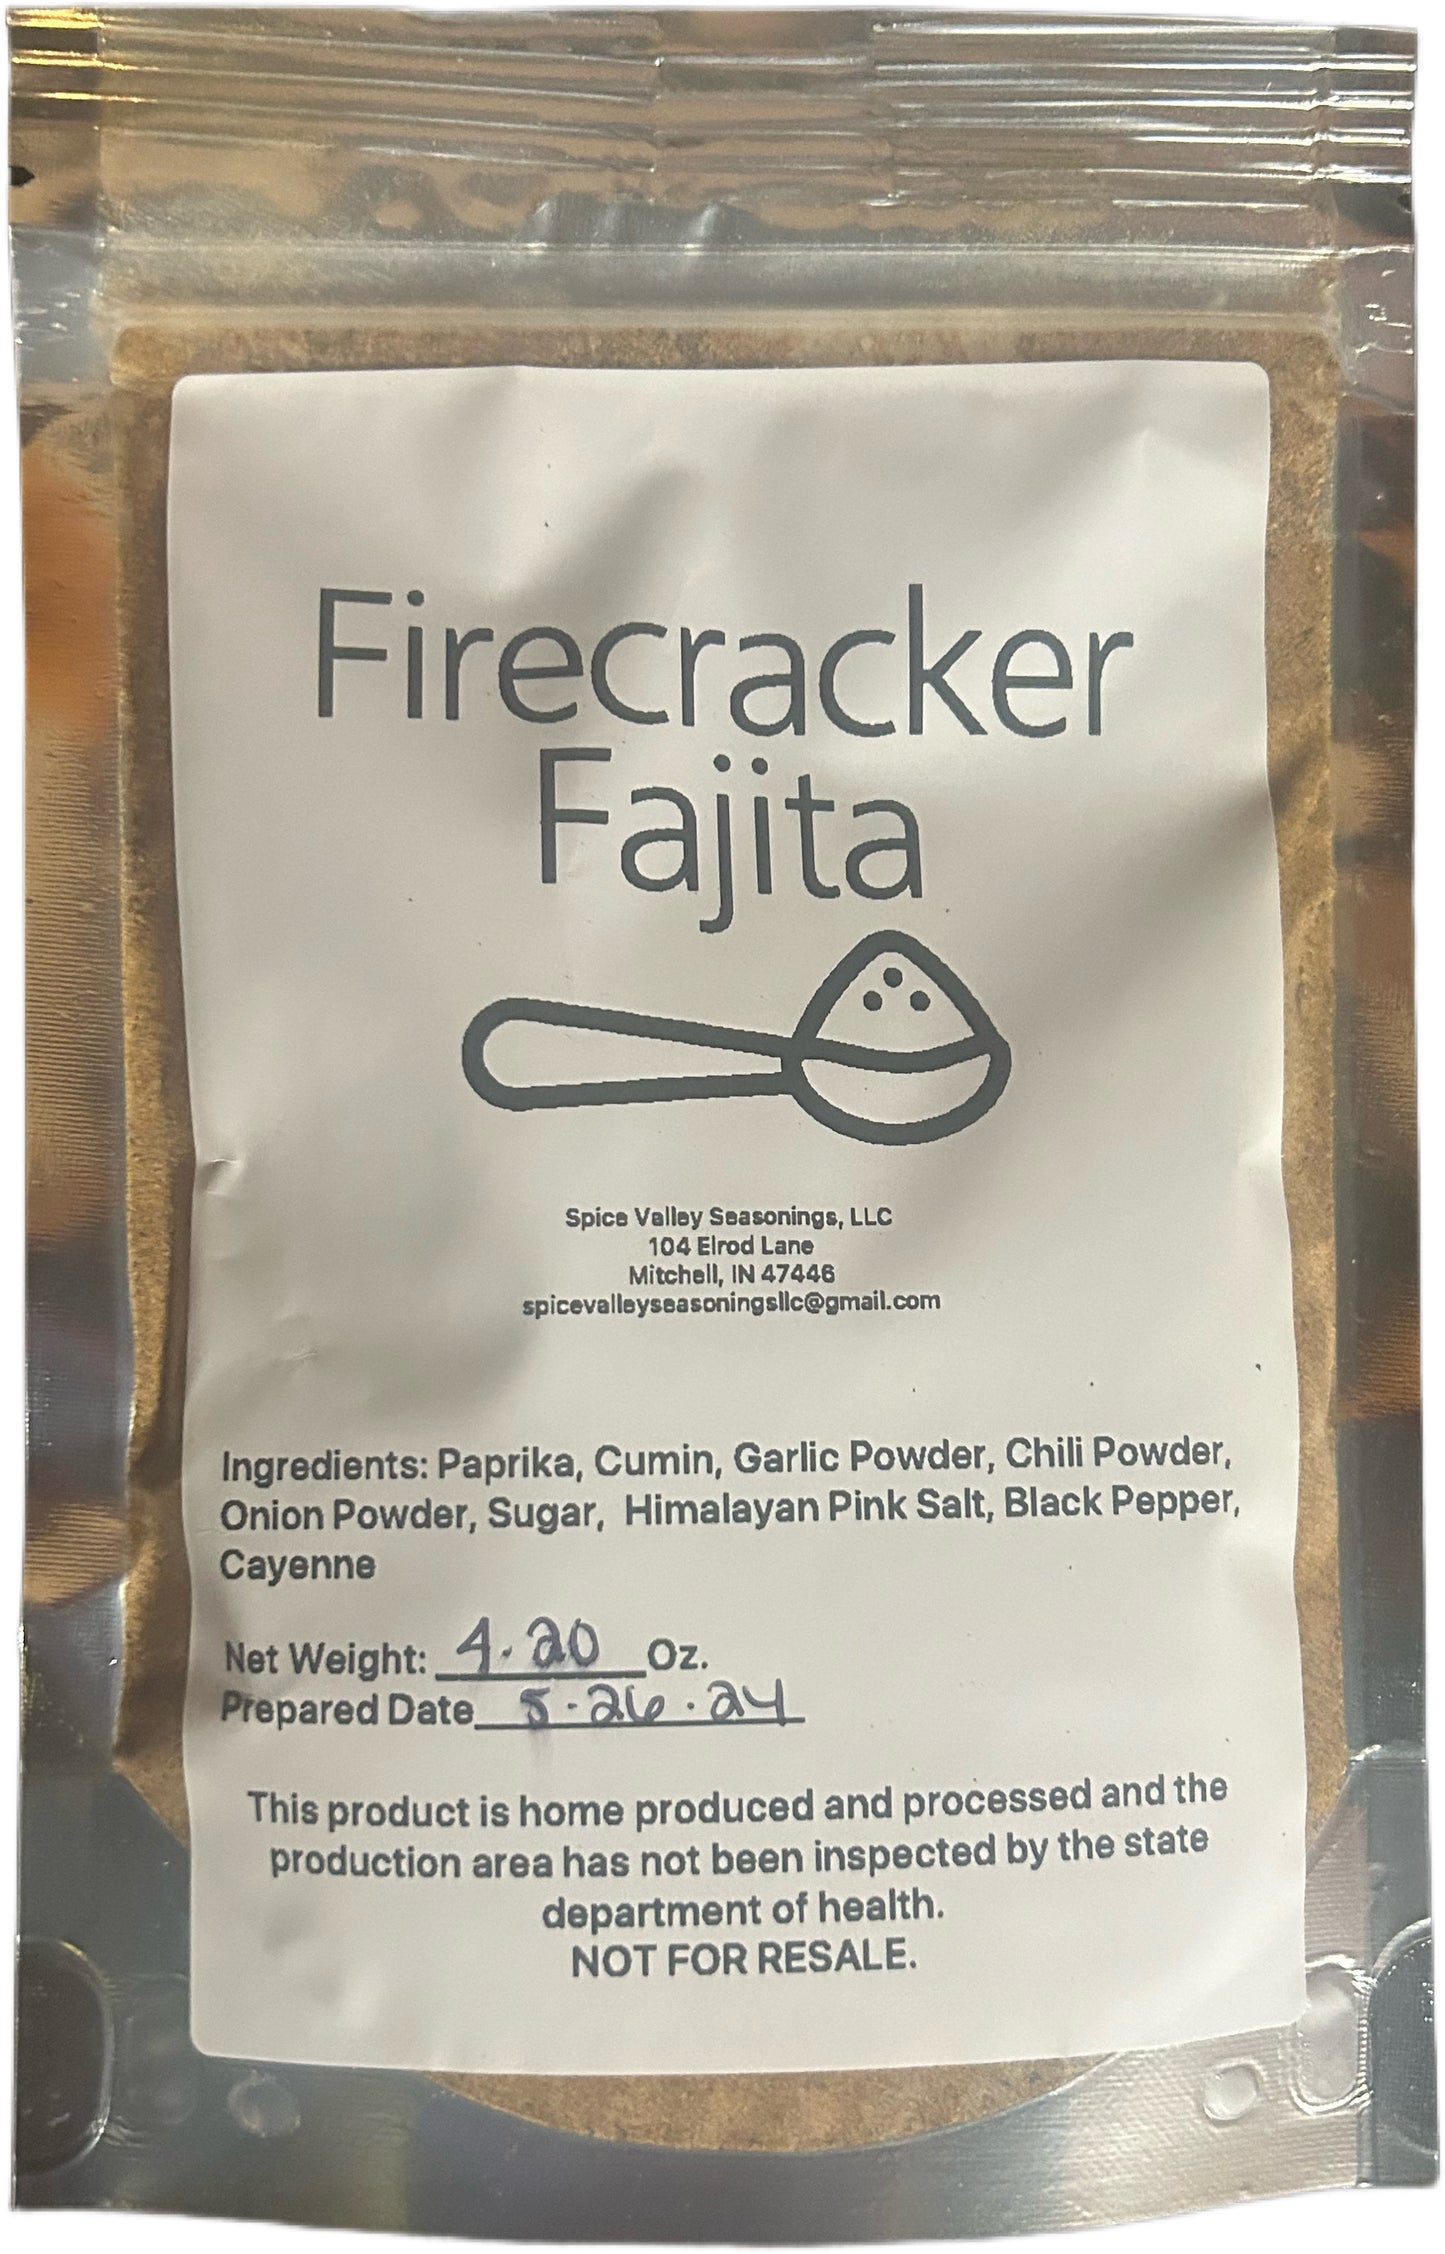 Firecracker
Fajita
Spice Valley Seasonings, LLC
104 Elrod Lane
Mitchell, IN 47446
spicevalleyseasoningsllc@gmail.com
Ingredients: Paprika, Cumin, Garlic Powder, Chili Powder,
Onion Powder, Sugar, Himalayan Pink Salt, Black Pepper,
Cayenne
Net Weight: 4.20 Oz.
Prepared Date 5-26-24
This product is home produced and processed and the
production area has not been inspected by the state
department of health.
NOT FOR RESALE.